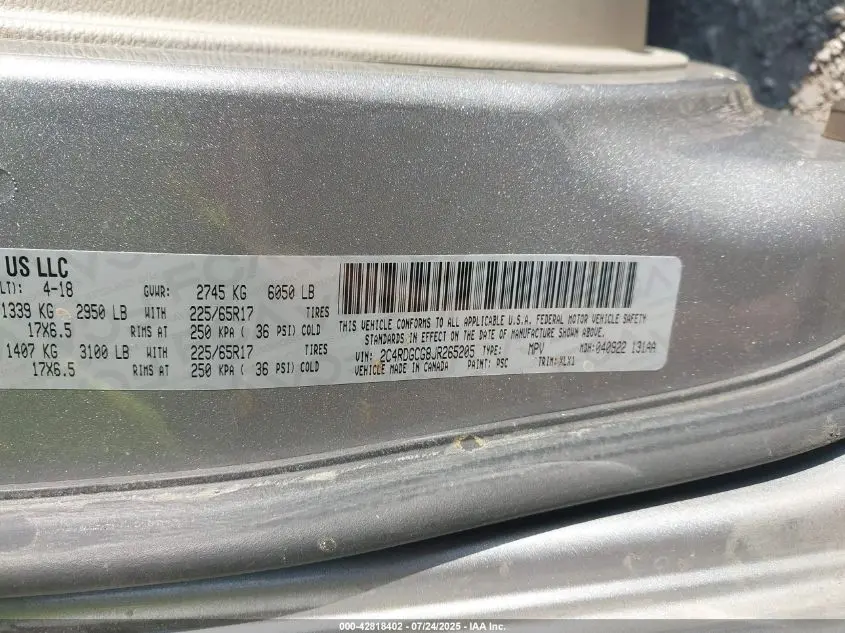 US LLC
LT): 4-18 GVWR: 2745 KG 6050 LB
1339 KG 2950 LB WITH 225/65R17 TIRES
17X6.5 RIMS AT 250 KPA ( 36 PSI) COLD
1407 KG 3100 LB WITH 225/65R17 TIRES
17X6.5 RIMS AT 250 KPA ( 36 PSI) COLD
THIS VEHICLE CONFORMS TO ALL APPLICABLE U.S.A. FEDERAL MOTOR VEHICLE SAFETY
STANDARDS IN EFFECT ON THE DATE OF MANUFACTURE SHOWN ABOVE.
VIN: 2C4RDGCG8JR265205 TYPE: MPV MDH: 040922 131AA
VEHICLE MADE IN CANADA PAINT: PSC TRIM: XLX1
000-42818402 - 07/24/2025 - IAA Inc.